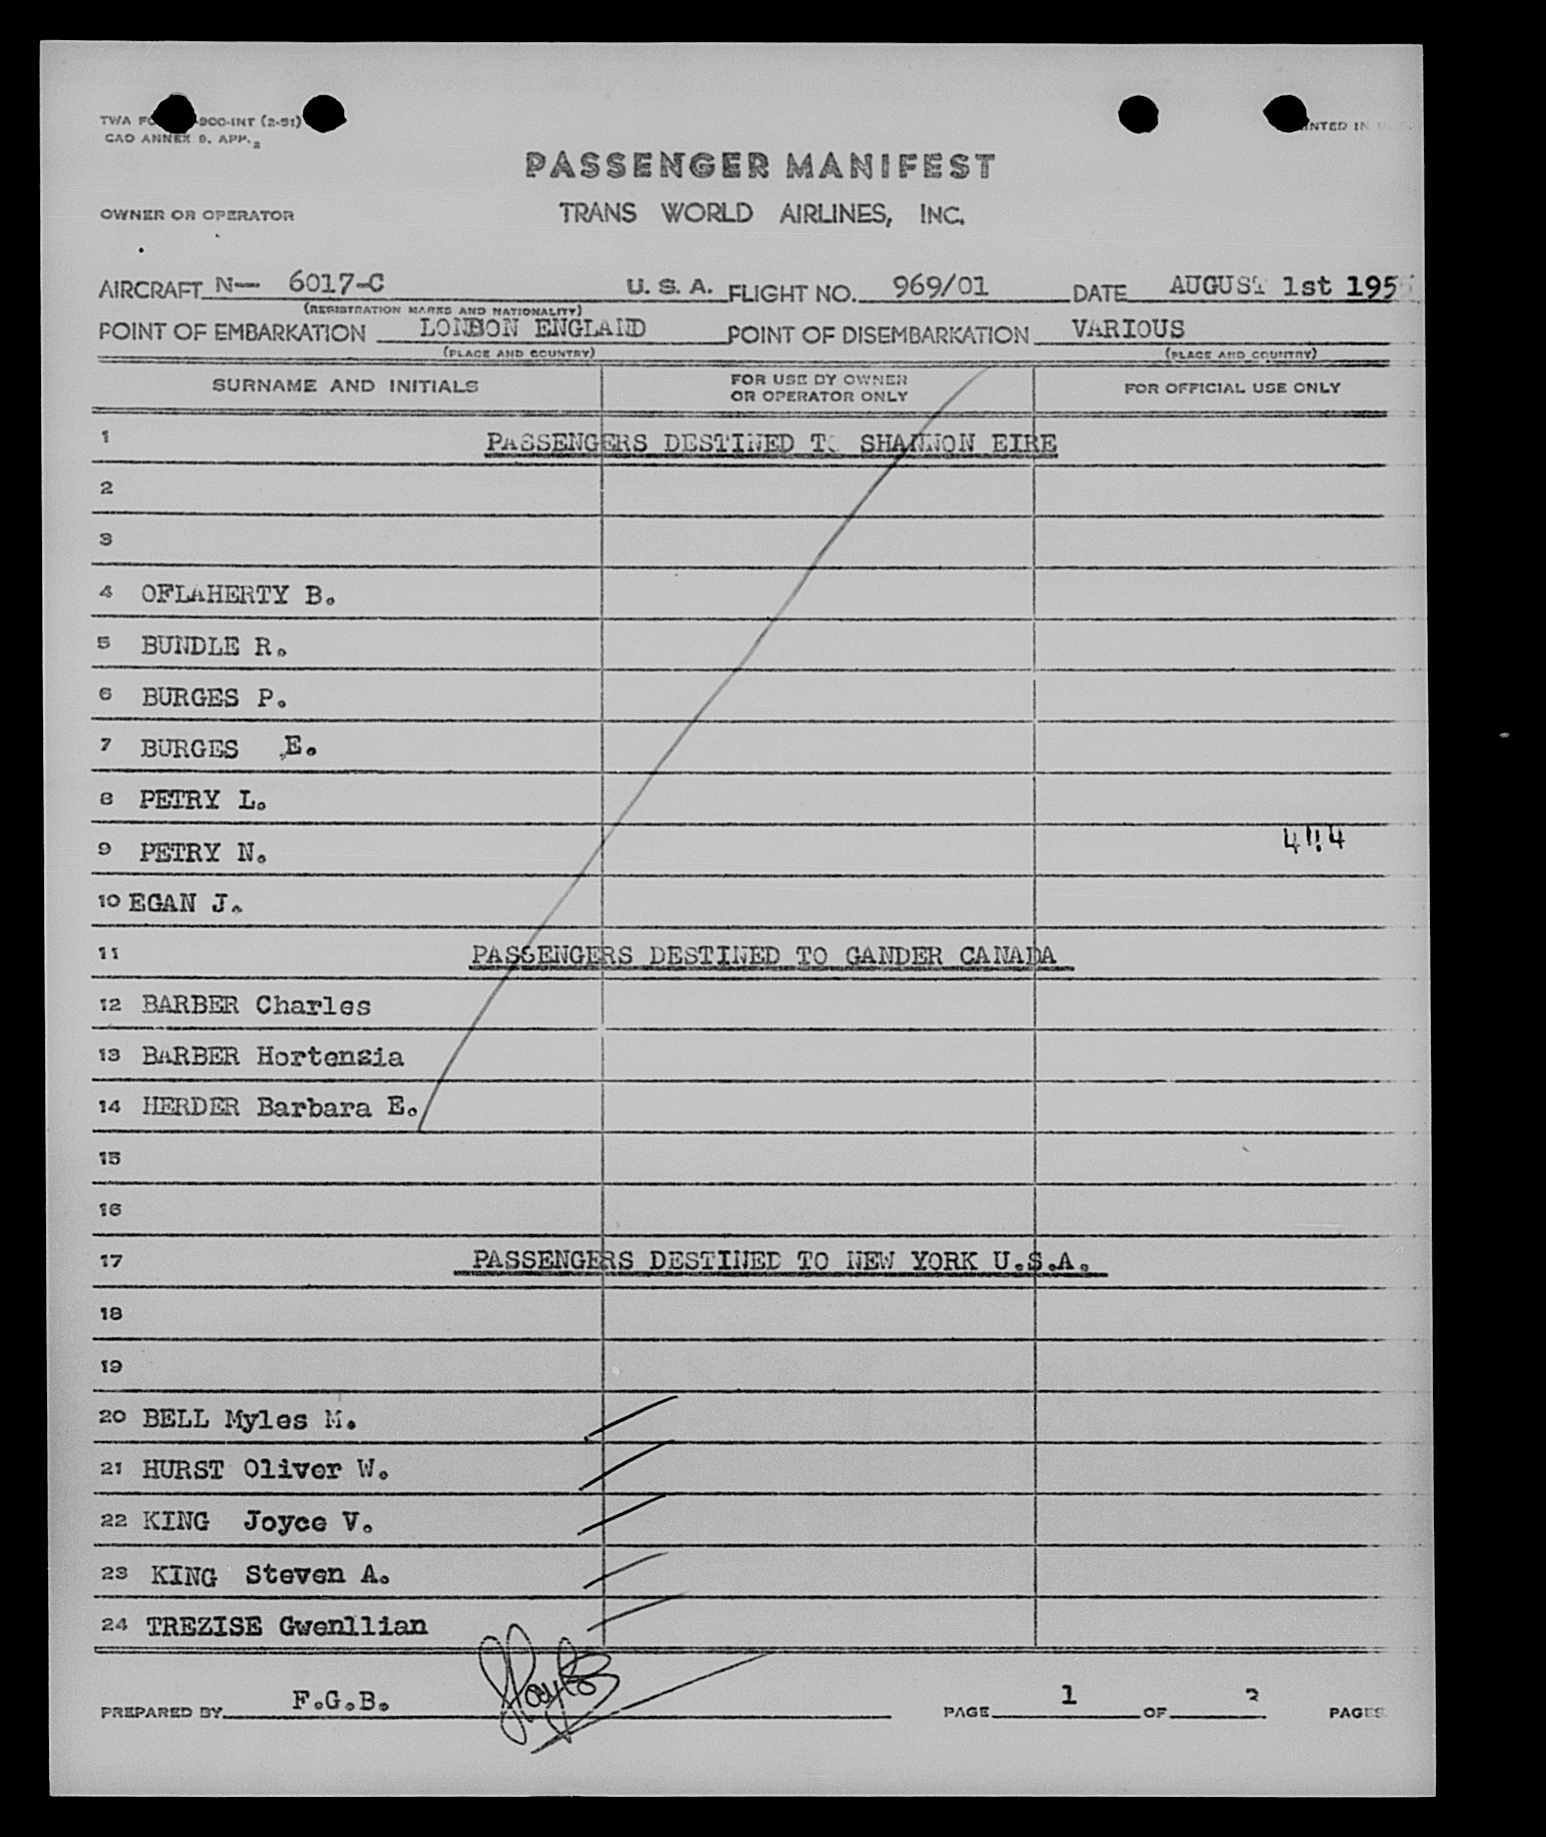 -900-INT (2-51)
CAO ANNEX 9. APP. 2
PASSENGER MANIFEST
OWNER OR OPERATOR TRANS WORLD AIRLINES, INC.
AIRCRAFT N-- 6017-C U. S. A. FLIGHT NO. 969/01 DATE AUGUST 1st 195
(REGISTRATION MARKS AND NATIONALITY)
POINT OF EMBARKATION LONDON ENGLAND POINT OF DISEMBARKATION VARIOUS
(PLACE AND COUNTRY) (PLACE AND COUNTRY)
SURNAME AND INITIALS FOR USE BY OWNER OR OPERATOR ONLY FOR OFFICIAL USE ONLY
1 PASSENGERS DESTINED TO SHANNON EIRE
2
3
4 OFLAHERTY B.
5 BUNDLE R.
6 BURGES P.
7 BURGES E.
8 PETRY L.
9 PETRY N.
10 EGAN J.
11 PASSENGERS DESTINED TO GANDER CANADA
12 BARBER Charles
13 BARBER Hortensia
14 HERDER Barbara E.
15
16
17 PASSENGERS DESTINED TO NEW YORK U.S.A.
18
19
20 BELL Myles M.
21 HURST Oliver W.
22 KING Joyce V.
23 KING Steven A.
24 TREZISE Gwenllian
PREPARED BY F.G.B. PAGE 1 OF 2 PAGES